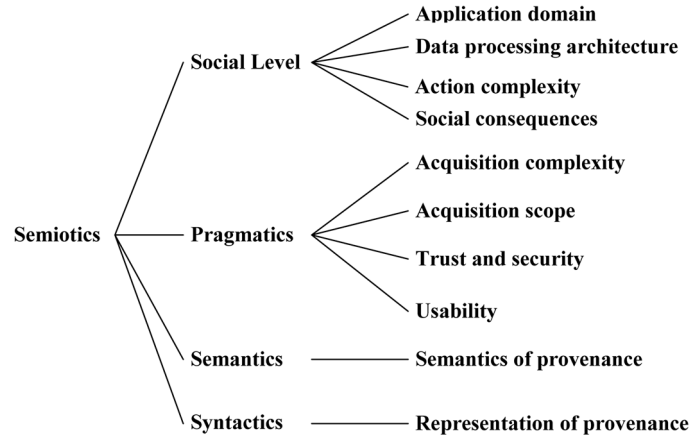 Semiotics
Social Level
Application domain
Data processing architecture
Action complexity
Social consequences
Pragmatics
Acquisition complexity
Acquisition scope
Trust and security
Usability
Semantics
Semantics of provenance
Syntactics
Representation of provenance